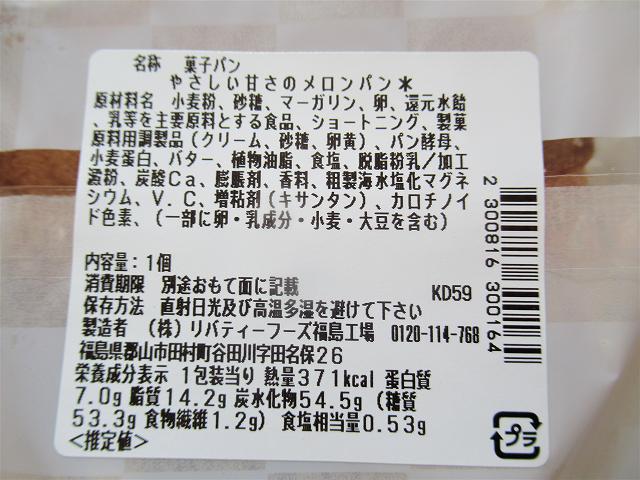 名称 菓子パン
やさしい甘さのメロンパン＊
原材料名 小麦粉、砂糖、マーガリン、卵、還元水飴
、乳等を主要原料とする食品、ショートニング、製菓
原料用調製品（クリーム、砂糖、卵黄）、パン酵母、
小麦蛋白、バター、植物油脂、食塩、脱脂粉乳／加工
澱粉、炭酸Ｃａ、膨脹剤、香料、粗製海水塩化マグネ
シウム、Ｖ．Ｃ、増粘剤（キサンタン）、カロチノイ
ド色素、（一部に卵・乳成分・小麦・大豆を含む）
内容量：１個
消費期限 別途おもて面に記載
KD59
保存方法 直射日光及び高温多湿を避けて下さい
製造者 （株）リバティーフーズ福島工場 0120-114-768
福島県郡山市田村町谷田川字田名保２６
栄養成分表示 １包装当り 熱量371kcal 蛋白質
7.0g 脂質14.2g 炭水化物54.5g（糖質
53.3g 食物繊維1.2g） 食塩相当量0.53g
＜推定値＞
2 300816 300164
プラ